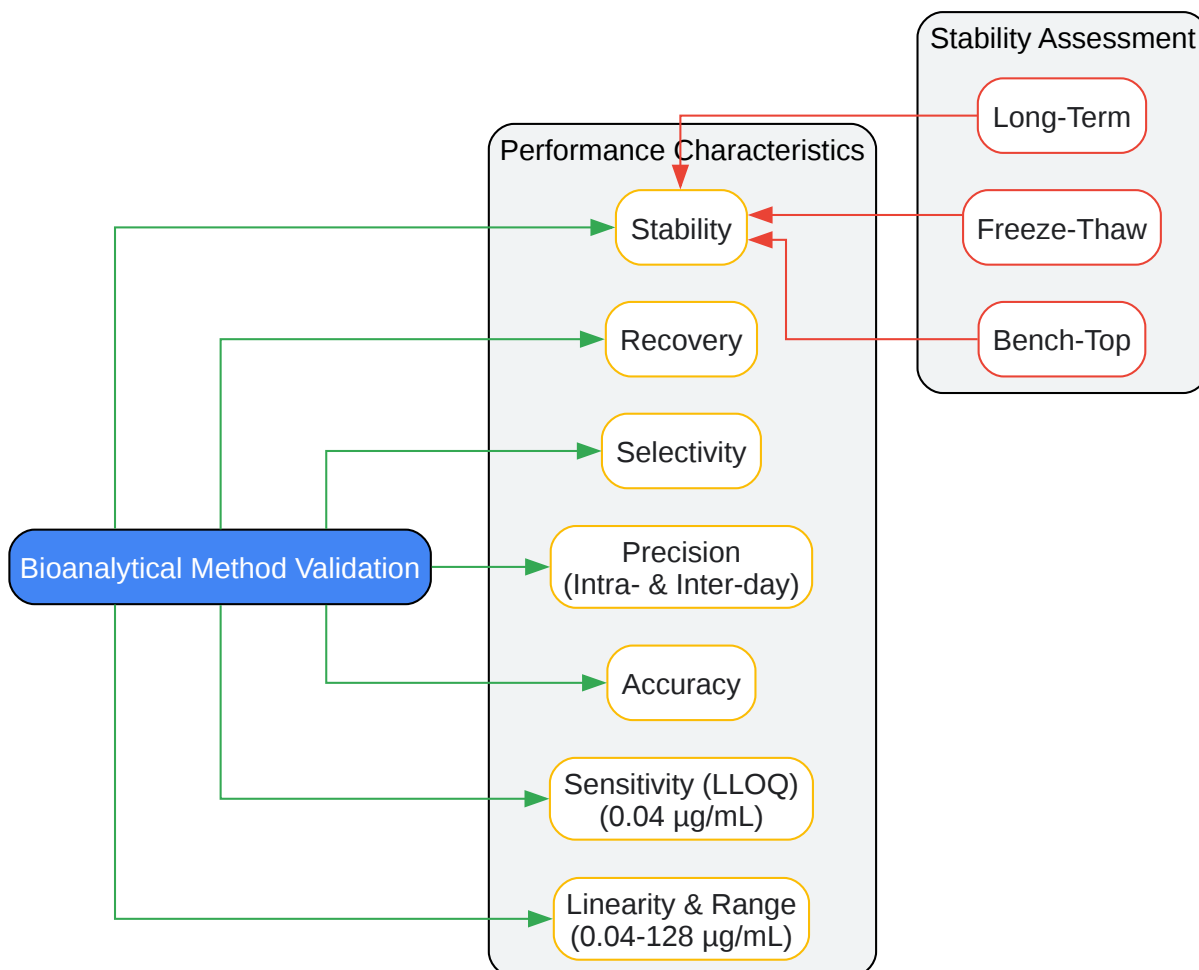 Stability Assessment
Long-Term
Performance Characteristics
Stability
Freeze-Thaw
Recovery
Bench-Top
Selectivity
Bioanalytical Method Validation
Precision
(Intra- & Inter-day)
Accuracy
Sensitivity (LLOQ)
(0.04 µg/mL)
Linearity & Range
(0.04-128 µg/mL)